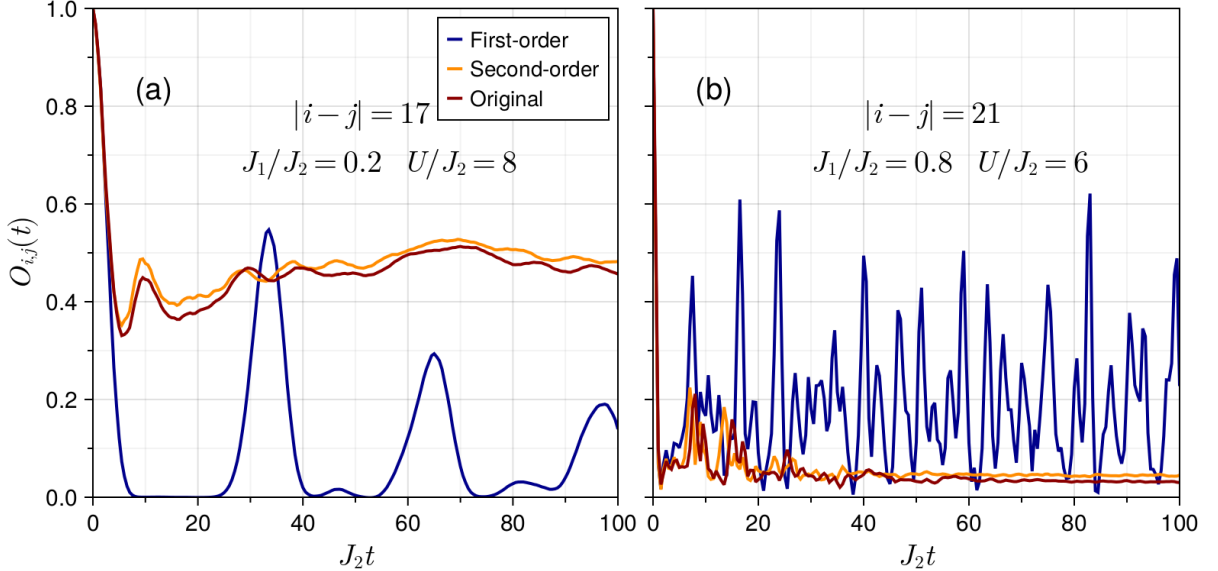 1.0
0.8
0.6
0.4
0.2
0.0
O_{i,j}(t)
(a)
First-order
Second-order
Original
|i − j| = 17
J_1/J_2 = 0.2 U/J_2 = 8
0 20 40 60 80 100
J_2t
(b)
|i − j| = 21
J_1/J_2 = 0.8 U/J_2 = 6
0 20 40 60 80 100
J_2t